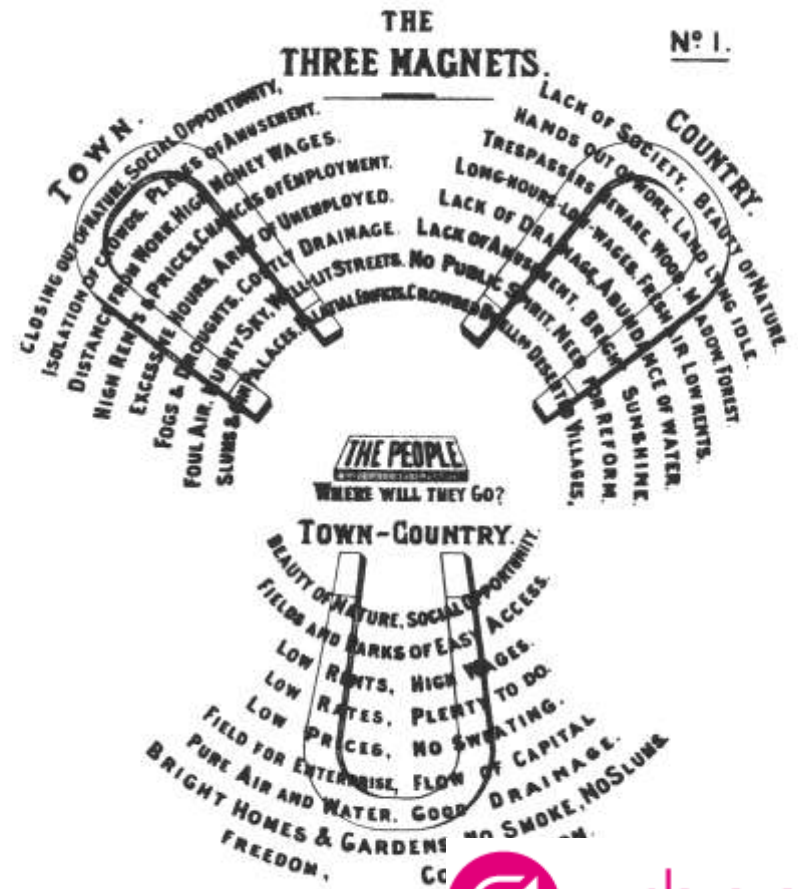 THE
THREE MAGNETS.
Nº 1.
TOWN.
CLOSING OUT OF NATURE. SOCIAL OPPORTUNITY.
ISOLATION OF CROWDS. PLACES OF AMUSEMENT.
DISTANCE FROM WORK. HIGH MONEY WAGES.
HIGH RENTS & PRICES. CHANCES OF EMPLOYMENT.
EXCESSIVE HOURS. ARMY OF UNEMPLOYED.
FOGS & DROUGHTS. COSTLY DRAINAGE.
FOUL AIR. MURKY SKY. WELL-LIT STREETS.
SLUMS & GIN PALACES. PALATIAL EDIFICES.
COUNTRY.
LACK OF SOCIETY. BEAUTY OF NATURE.
HANDS OUT OF WORK. LAND LYING IDLE.
TRESPASSERS BEWARE. WOOD, MEADOW, FOREST.
LONG-HOURS-LOW-WAGES. FRESH AIR LOW RENTS.
LACK OF DRAINAGE. ABUNDANCE OF WATER.
LACK OF AMUSEMENT. BRIGHT SUNSHINE.
NO PUBLIC SPIRIT. NEED FOR REFORM.
CROWDED DWELLINGS. DESERTED VILLAGES,
THE PEOPLE
WHERE WILL THEY GO?
TOWN-COUNTRY.
BEAUTY OF NATURE. SOCIAL OPPORTUNITY.
FIELDS AND PARKS OF EASY ACCESS.
LOW RENTS, HIGH WAGES.
LOW RATES, PLENTY TO DO.
LOW PRICES, NO SWEATING.
FIELD FOR ENTERPRISE, FLOW OF CAPITAL
PURE AIR AND WATER. GOOD DRAINAGE.
BRIGHT HOMES & GARDENS, NO SMOKE, NO SLUMS
FREEDOM,